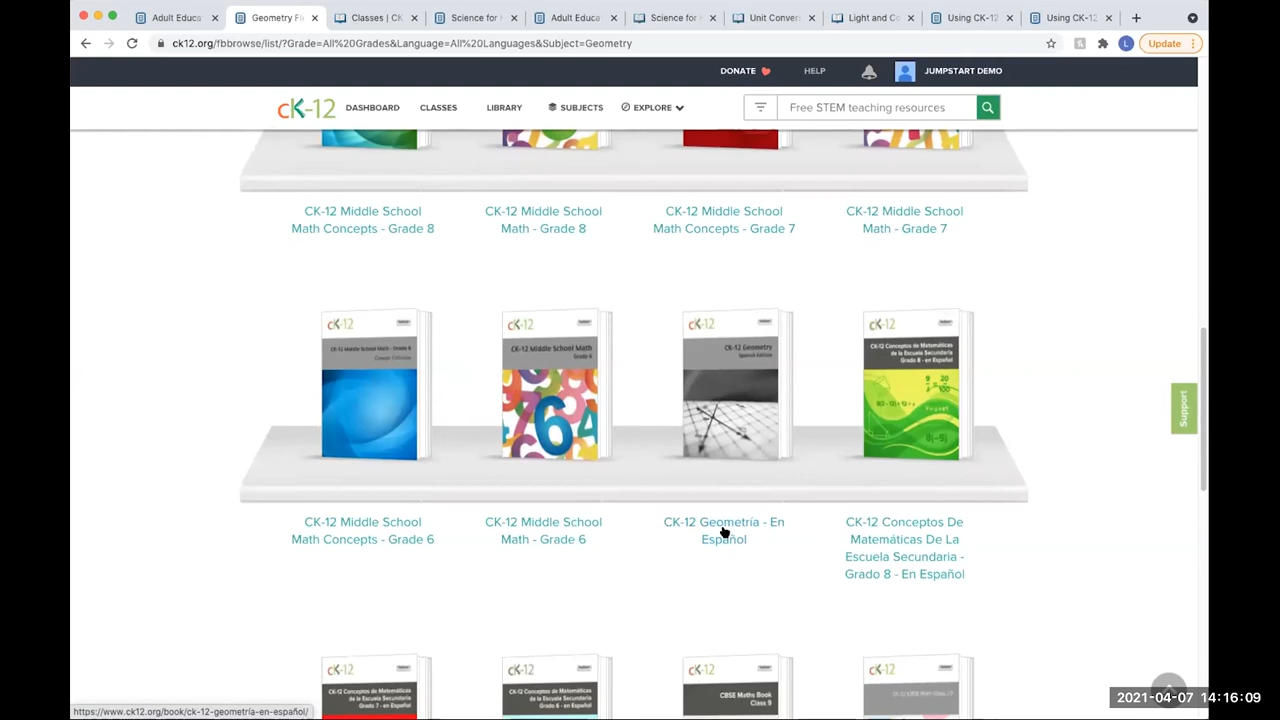 Adult Educa
Geometry Fl
Classes | CK
Science for
Adult Educa
Science for
Unit Conver
Light and Co
Using CK-12
Using CK-12
ck12.org/fbbrowse/list/?Grade=All%20Grades&Language=All%20Languages&Subject=Geometry
L
Update
DONATE
HELP
JUMPSTART DEMO
cK-12
DASHBOARD
CLASSES
LIBRARY
SUBJECTS
EXPLORE
Free STEM teaching resources
CK-12 Middle School
Math Concepts - Grade 8
CK-12 Middle School
Math - Grade 8
CK-12 Middle School
Math Concepts - Grade 7
CK-12 Middle School
Math - Grade 7
cK-12
CK-12 Middle School Math - Grade 6
cK-12
CK-12 Middle School Math
Grade 6
6
cK-12
CK-12 Geometry
Spanish Edition
cK-12
CK-12 Conceptos de Matemáticas
de la Escuela Secundaria
Grado 8 - en Español
Support
CK-12 Middle School
Math Concepts - Grade 6
CK-12 Middle School
Math - Grade 6
CK-12 Geometría - En
Español
CK-12 Conceptos De
Matemáticas De La
Escuela Secundaria -
Grado 8 - En Español
cK-12
CK-12 Conceptos de Matemáticas
de la Escuela Secundaria
Grado 7 - en Español
cK-12
CK-12 Conceptos de Matemáticas
de la Escuela Secundaria
Grado 6 - en Español
cK-12
CBSE Maths Book
Class 9
cK-12
https://www.ck12.org/book/ck-12-geometría-en-español/
2021-04-07 14:16:09